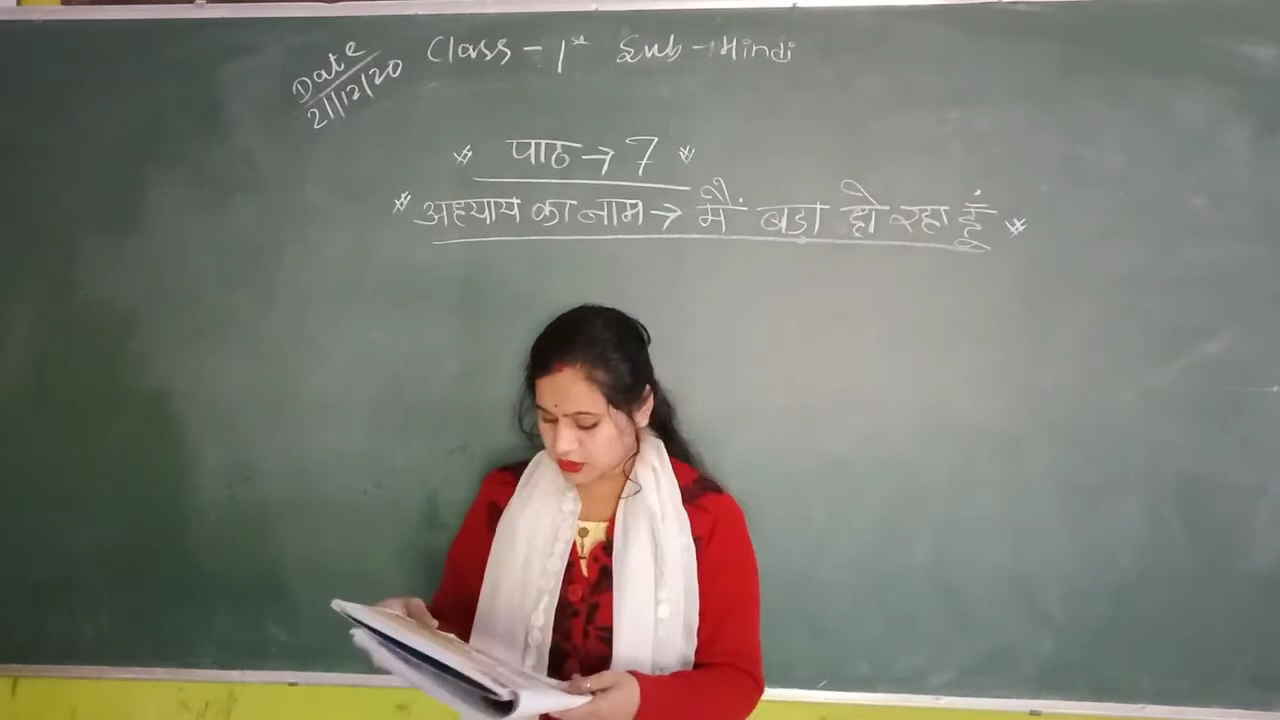 Date
21/12/20
Class - 1st Sub - Hindi
पाठ → 7
अध्याय का नाम → मैं बडा हो रहा हूँ